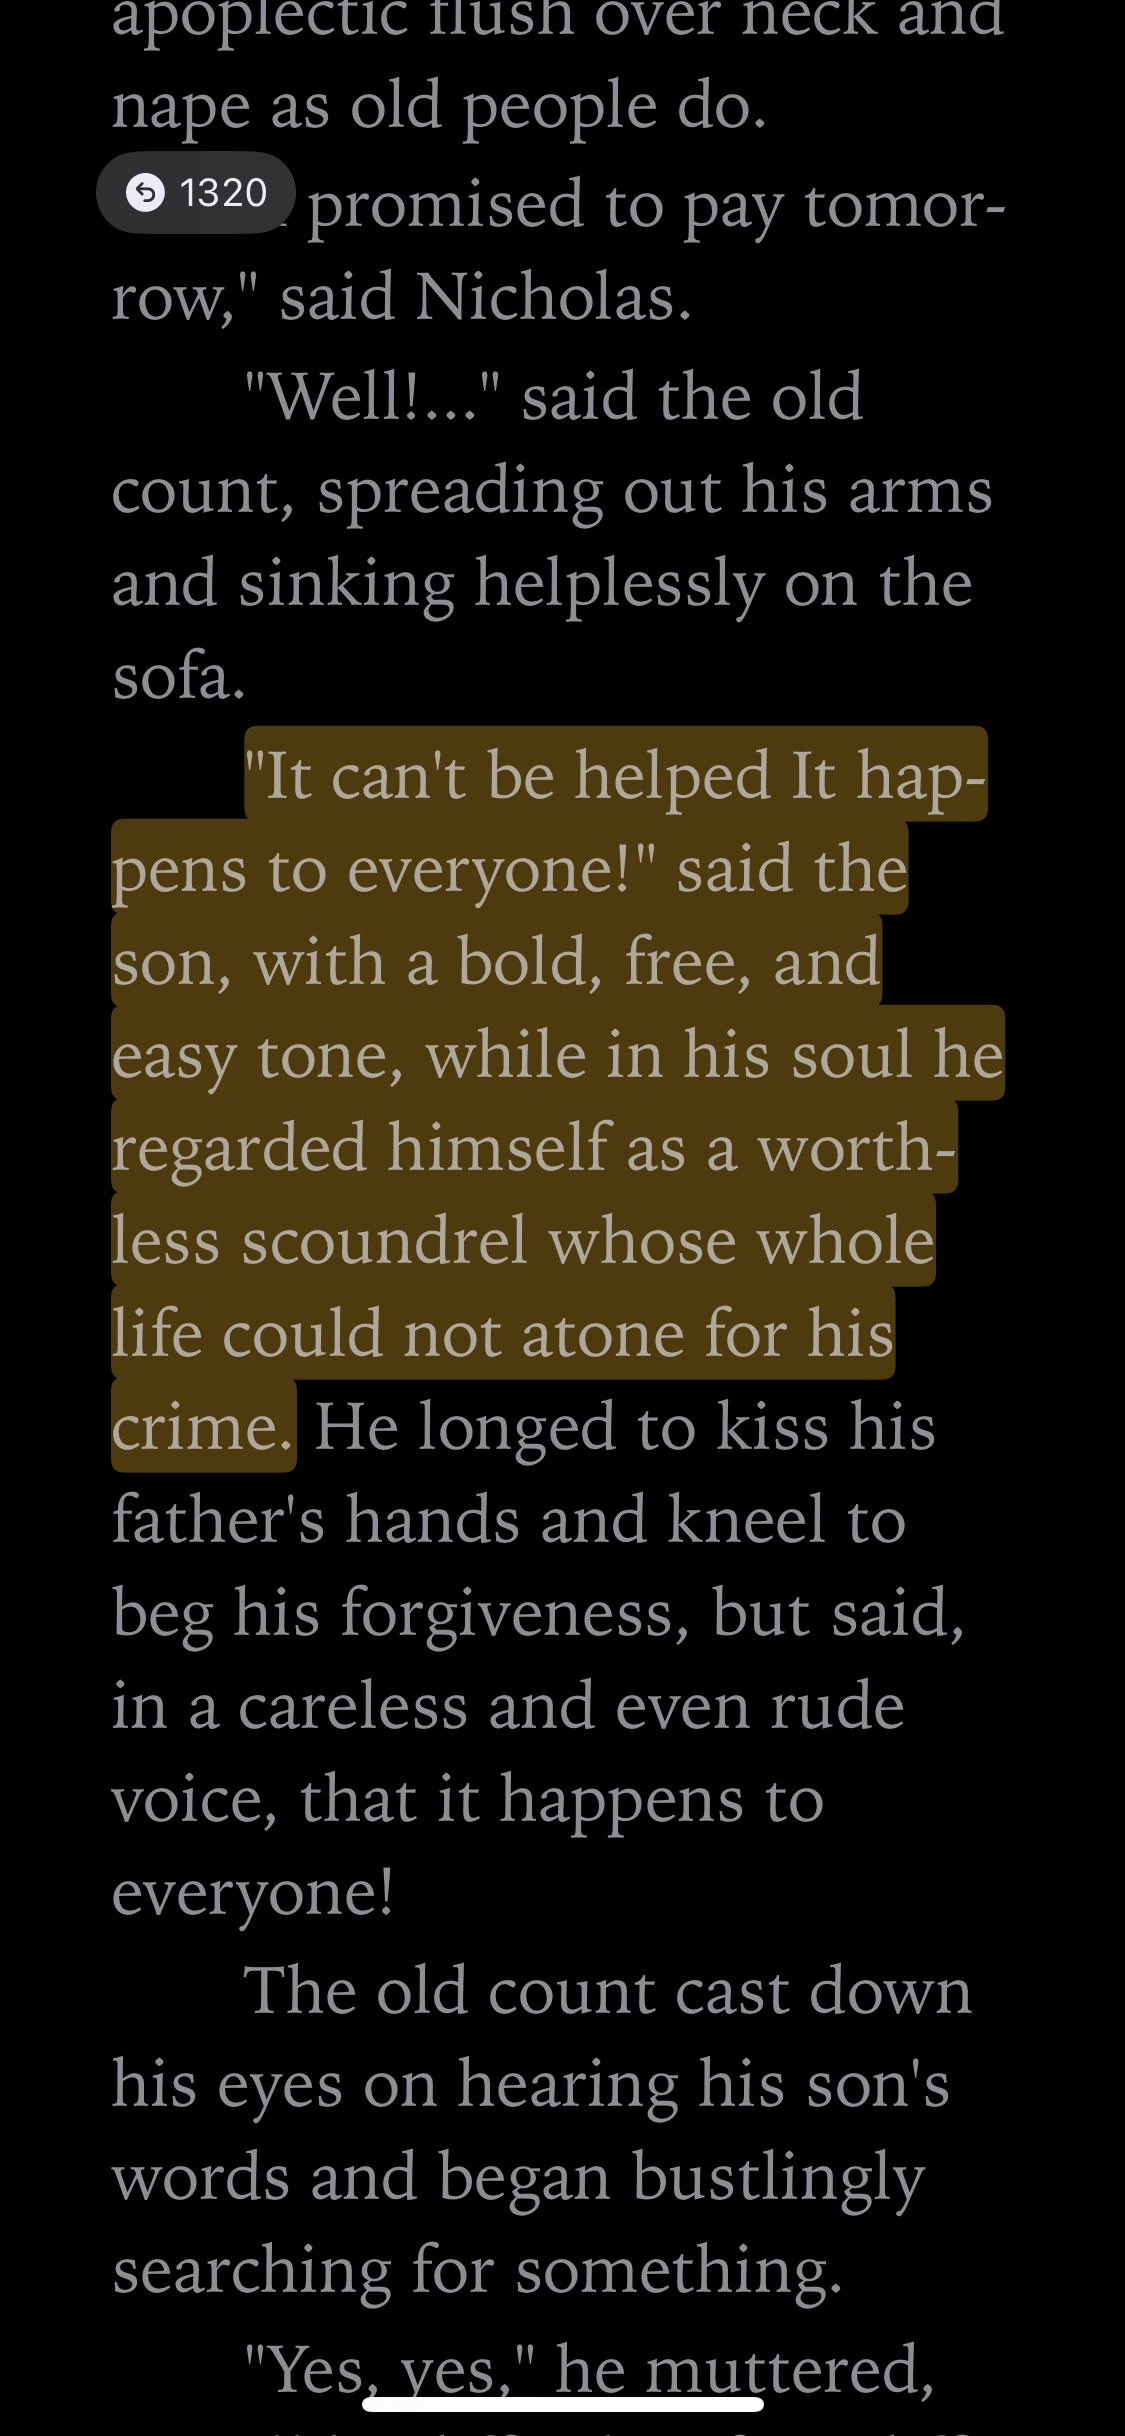 apoplectic flush over neck and
nape as old people do.
1320
promised to pay tomor-
row," said Nicholas.
"Well!..." said the old
count, spreading out his arms
and sinking helplessly on the
sofa.
"It can't be helped It hap-
pens to everyone!" said the
son, with a bold, free, and
easy tone, while in his soul he
regarded himself as a worth-
less scoundrel whose whole
life could not atone for his
crime. He longed to kiss his
father's hands and kneel to
beg his forgiveness, but said,
in a careless and even rude
voice, that it happens to
everyone!
The old count cast down
his eyes on hearing his son's
words and began bustlingly
searching for something.
"Yes, yes," he muttered,